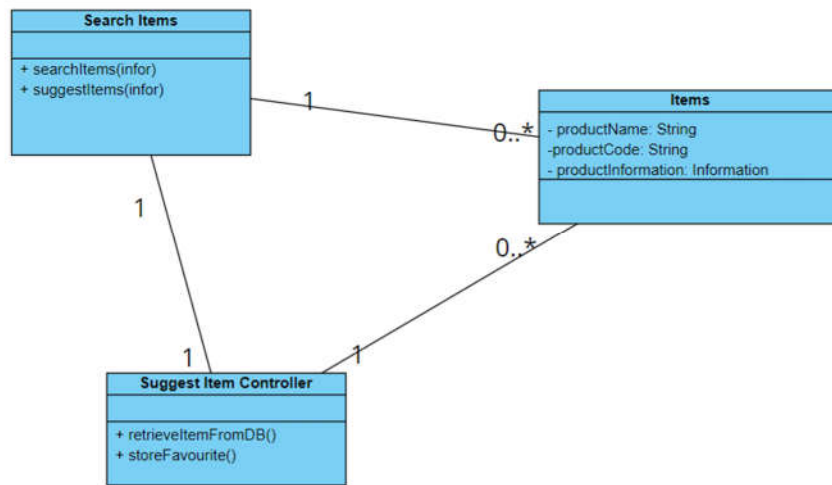 Search Items
+ searchItems(infor)
+ suggestItems(infor)
1
0..*
Items
- productName: String
-productCode: String
- productInformation: Information
1
0..*
1
1
Suggest Item Controller
+ retrieveItemFromDB()
+ storeFavourite()